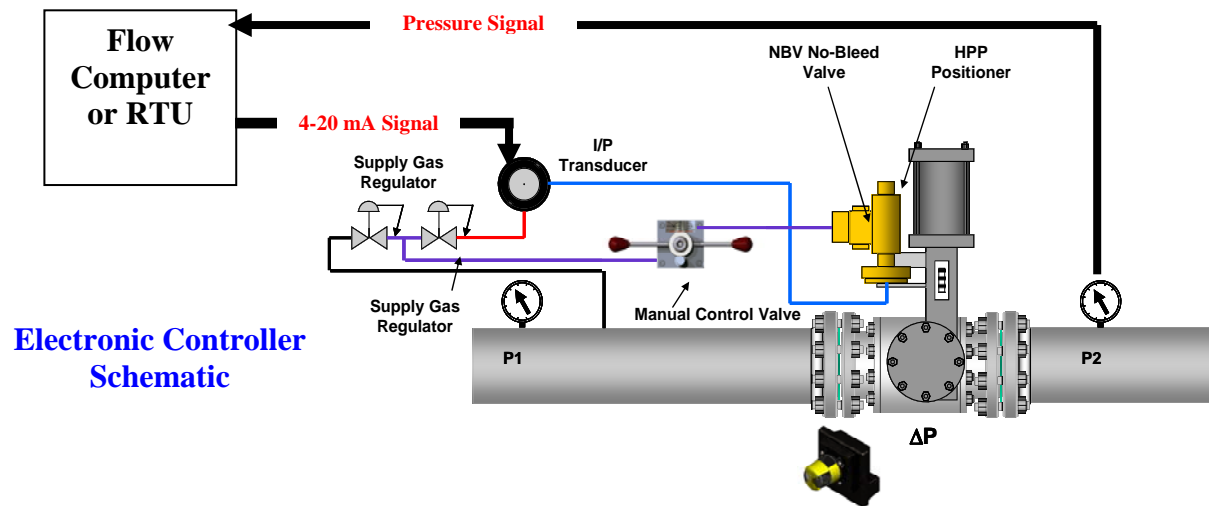 Flow
Computer
or RTU
Pressure Signal
4-20 mA Signal
NBV No-Bleed
Valve
HPP
Positioner
I/P
Transducer
Supply Gas
Regulator
Supply Gas
Regulator
Manual Control Valve
P1
P2
ΔP
Electronic Controller
Schematic